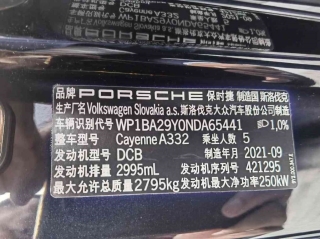 品牌 PORSCHE 保时捷 制造国 斯洛伐克
生产厂名 Volkswagen Slovakia a.s. 斯洛伐克大众汽车股份公司制造
车辆识别代号 WP1BA29Y0NDA65441 1,0%
整车型号 Cayenne A332 乘坐人数 5
发动机型号 DCB 制造年月 2021-09
发动机排量 2995mL 发动机序号 421295
最大允许总质量 2795kg 发动机最大净功率 250kW